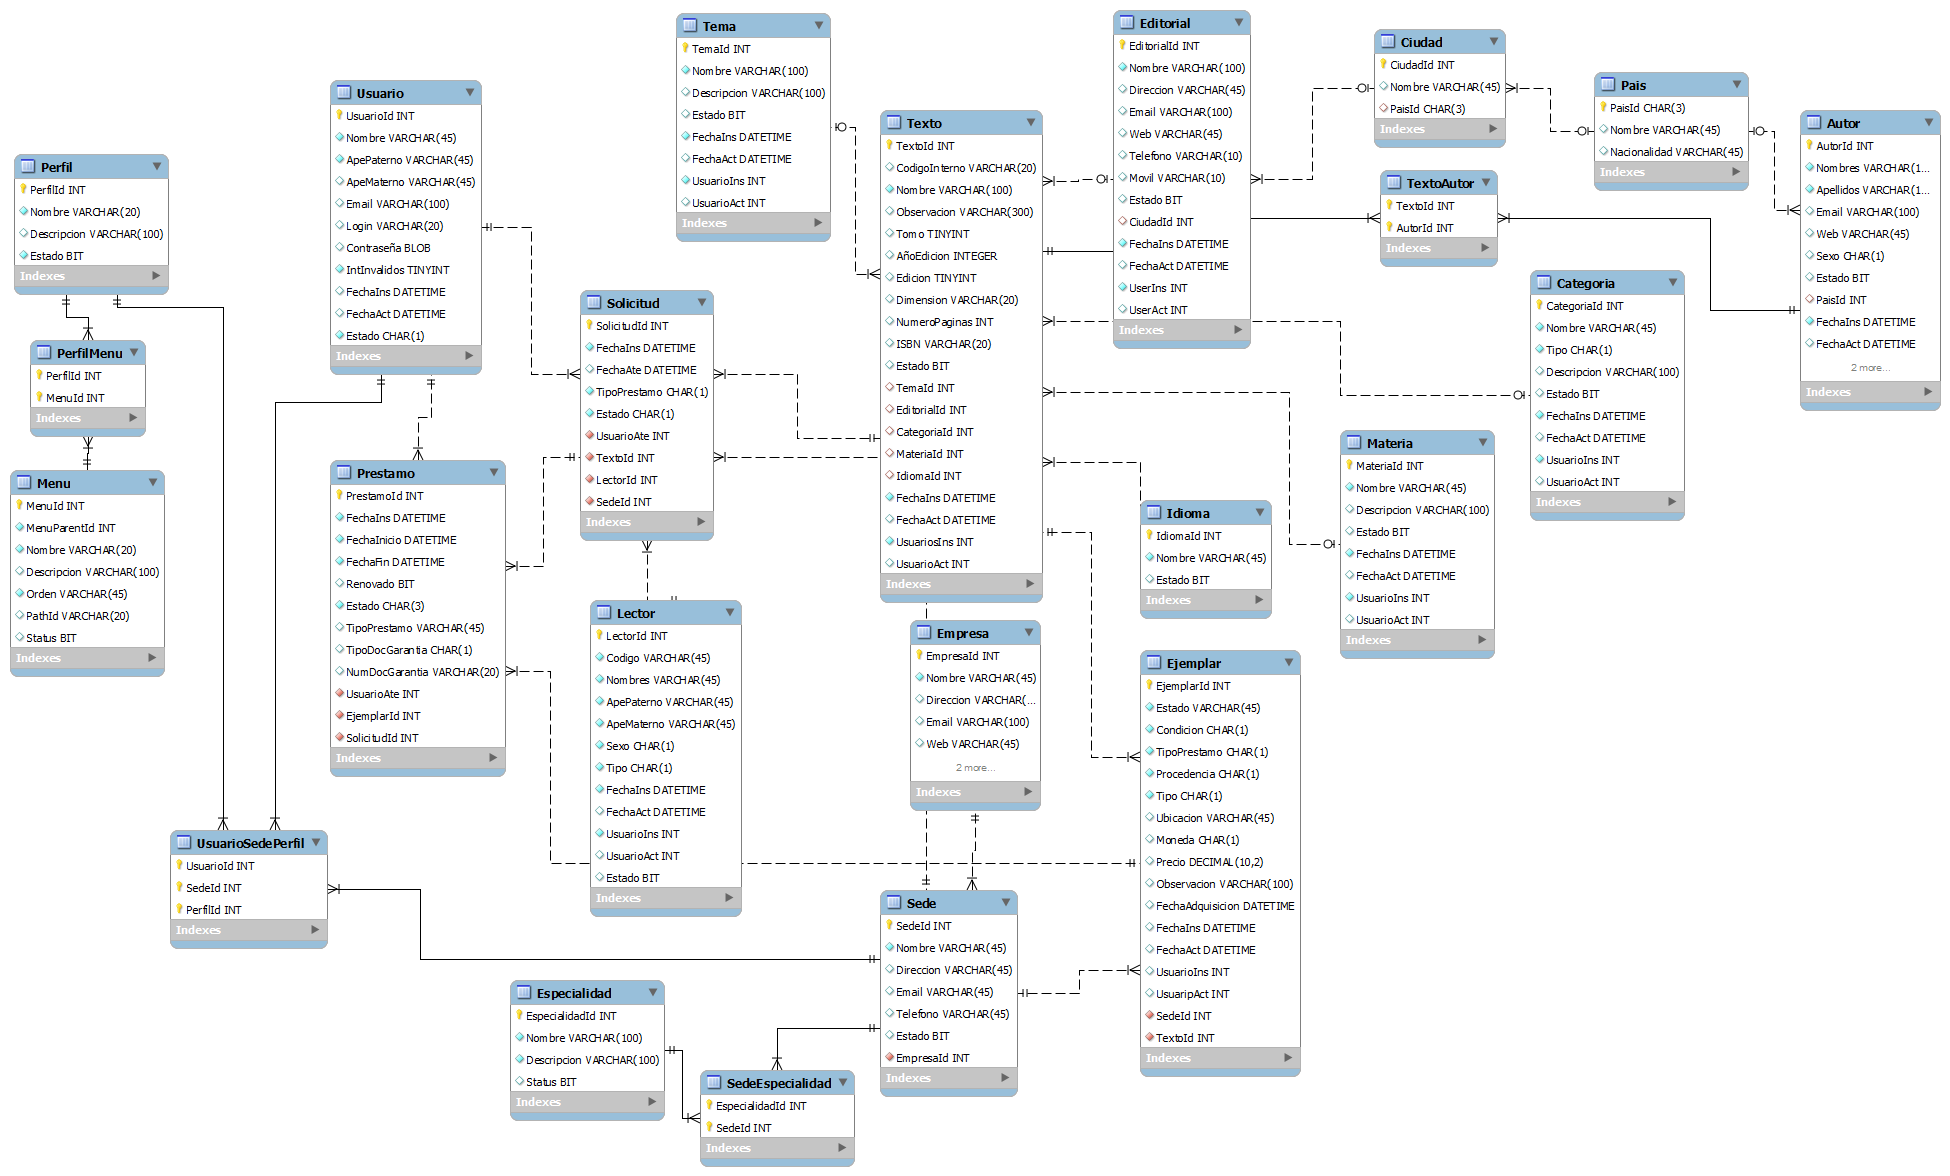 Perfil
PerfilId INT
Nombre VARCHAR(20)
Descripcion VARCHAR(100)
Estado BIT
Indexes
PerfilMenu
PerfilId INT
MenuId INT
Indexes
Menu
MenuId INT
MenuParentId INT
Nombre VARCHAR(20)
Descripcion VARCHAR(100)
Orden VARCHAR(45)
PathId VARCHAR(20)
Status BIT
Indexes
Usuario
UsuarioId INT
Nombre VARCHAR(45)
ApePaterno VARCHAR(45)
ApeMaterno VARCHAR(45)
Email VARCHAR(100)
Login VARCHAR(20)
Contraseña BLOB
IntInvalidos TINYINT
FechaIns DATETIME
FechaAct DATETIME
Estado CHAR(1)
Indexes
Prestamo
PrestamoId INT
FechaIns DATETIME
FechaInicio DATETIME
FechaFin DATETIME
Renovado BIT
Estado CHAR(3)
TipoPrestamo VARCHAR(45)
TipoDocGarantia CHAR(1)
NumDocGarantia VARCHAR(20)
UsuarioAte INT
EjemplarId INT
SolicitudId INT
Indexes
UsuarioSedePerfil
UsuarioId INT
SedeId INT
PerfilId INT
Indexes
Tema
TemaId INT
Nombre VARCHAR(100)
Descripcion VARCHAR(100)
Estado BIT
FechaIns DATETIME
FechaAct DATETIME
UsuarioIns INT
UsuarioAct INT
Indexes
Solicitud
SolicitudId INT
FechaIns DATETIME
FechaAte DATETIME
TipoPrestamo CHAR(1)
Estado CHAR(1)
UsuarioAte INT
TextoId INT
LectorId INT
SedeId INT
Indexes
Lector
LectorId INT
Codigo VARCHAR(45)
Nombres VARCHAR(45)
ApePaterno VARCHAR(45)
ApeMaterno VARCHAR(45)
Sexo CHAR(1)
Tipo CHAR(1)
FechaIns DATETIME
FechaAct DATETIME
UsuarioIns INT
UsuarioAct INT
Estado BIT
Indexes
Especialidad
EspecialidadId INT
Nombre VARCHAR(100)
Descripcion VARCHAR(100)
Status BIT
Indexes
SedeEspecialidad
EspecialidadId INT
SedeId INT
Indexes
Texto
TextoId INT
CodigoInterno VARCHAR(20)
Nombre VARCHAR(100)
Observacion VARCHAR(300)
Tomo TINYINT
AñoEdicion INTEGER
Edicion TINYINT
Dimension VARCHAR(20)
NumeroPaginas INT
ISBN VARCHAR(20)
Estado BIT
TemaId INT
EditorialId INT
CategoriaId INT
MateriaId INT
IdiomaId INT
FechaIns DATETIME
FechaAct DATETIME
UsuariosIns INT
UsuarioAct INT
Indexes
Empresa
EmpresaId INT
Nombre VARCHAR(45)
Direccion VARCHAR(...
Email VARCHAR(100)
Web VARCHAR(45)
2 more...
Indexes
Sede
SedeId INT
Nombre VARCHAR(45)
Direccion VARCHAR(45)
Email VARCHAR(45)
Telefono VARCHAR(45)
Estado BIT
EmpresaId INT
Indexes
Editorial
EditorialId INT
Nombre VARCHAR(100)
Direccion VARCHAR(45)
Email VARCHAR(100)
Web VARCHAR(45)
Telefono VARCHAR(10)
Movil VARCHAR(10)
Estado BIT
CiudadId INT
FechaIns DATETIME
FechaAct DATETIME
UserIns INT
UserAct INT
Indexes
Idioma
IdiomaId INT
Nombre VARCHAR(45)
Estado BIT
Indexes
Ejemplar
EjemplarId INT
Estado VARCHAR(45)
Condicion CHAR(1)
TipoPrestamo CHAR(1)
Procedencia CHAR(1)
Tipo CHAR(1)
Ubicacion VARCHAR(45)
Moneda CHAR(1)
Precio DECIMAL(10,2)
Observacion VARCHAR(100)
FechaAdquisicion DATETIME
FechaIns DATETIME
FechaAct DATETIME
UsuarioIns INT
UsuaripAct INT
SedeId INT
TextoId INT
Indexes
Ciudad
CiudadId INT
Nombre VARCHAR(45)
PaisId CHAR(3)
Indexes
TextoAutor
TextoId INT
AutorId INT
Indexes
Materia
MateriaId INT
Nombre VARCHAR(45)
Descripcion VARCHAR(100)
Estado BIT
FechaIns DATETIME
FechaAct DATETIME
UsuarioIns INT
UsuarioAct INT
Indexes
Pais
PaisId CHAR(3)
Nombre VARCHAR(45)
Nacionalidad VARCHAR(45)
Indexes
Categoria
CategoriaId INT
Nombre VARCHAR(45)
Tipo CHAR(1)
Descripcion VARCHAR(100)
Estado BIT
FechaIns DATETIME
FechaAct DATETIME
UsuarioIns INT
UsuarioAct INT
Indexes
Autor
AutorId INT
Nombres VARCHAR(1...
Apellidos VARCHAR(1...
Email VARCHAR(100)
Web VARCHAR(45)
Sexo CHAR(1)
Estado BIT
PaisId INT
FechaIns DATETIME
FechaAct DATETIME
2 more...
Indexes